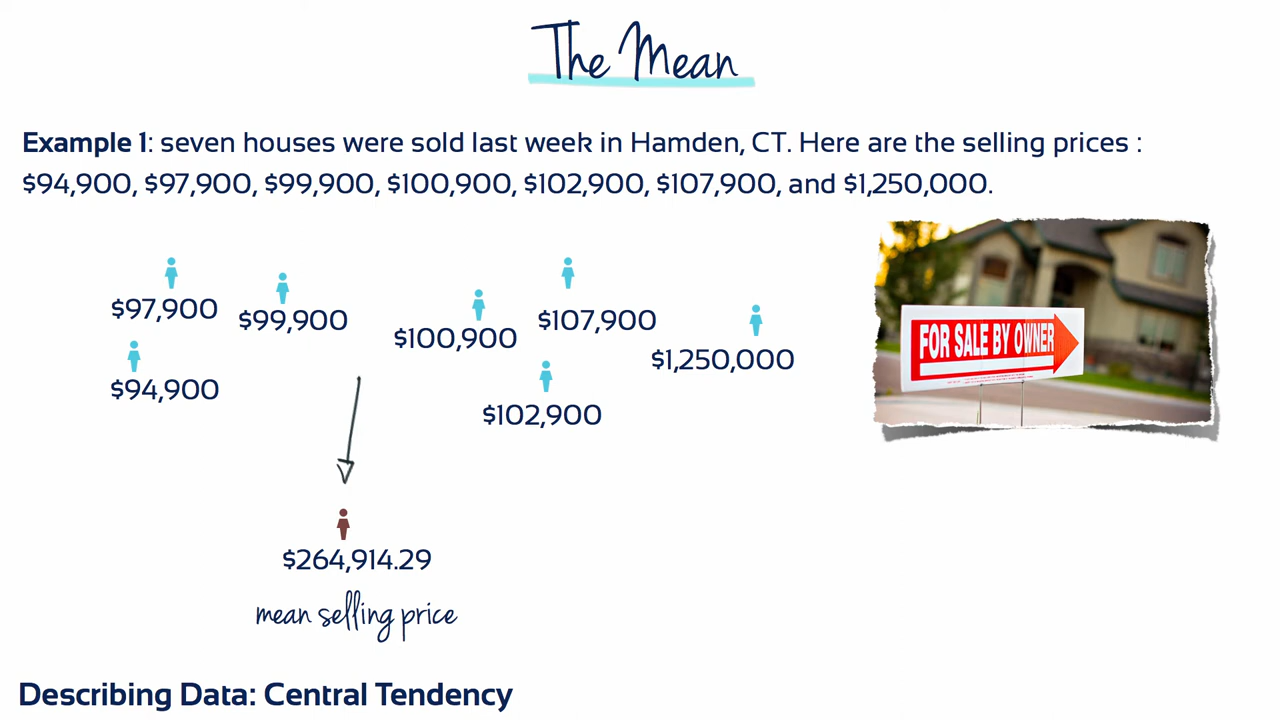 The Mean
Example 1: seven houses were sold last week in Hamden, CT. Here are the selling prices :
$94,900, $97,900, $99,900, $100,900, $102,900, $107,900, and $1,250,000.
$97,900
$99,900
$100,900
$107,900
$1,250,000
$94,900
$102,900
FOR SALE BY OWNER
$264,914.29
mean selling price
Describing Data: Central Tendency